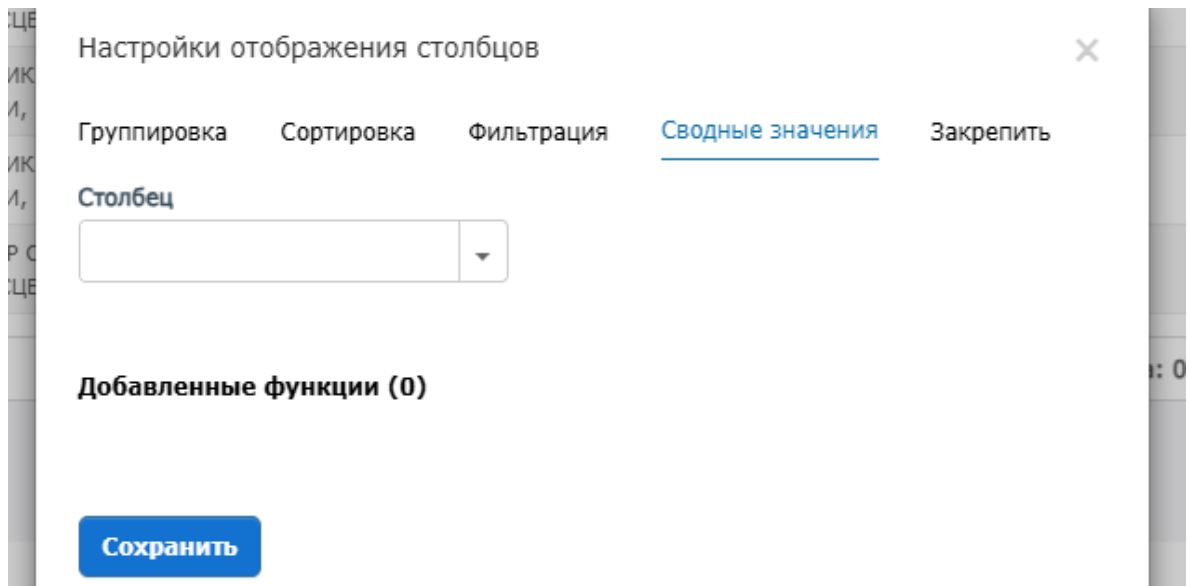 Настройки отображения столбцов
Группировка Сортировка Фильтрация Сводные значения Закрепить
Столбец
Добавленные функции (0)
Сохранить